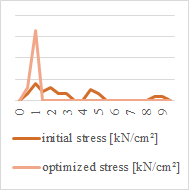 0 1 2 3 4 5 6 7 8 9
initial stress [kN/cm²]
optimized stress [kN/cm²]